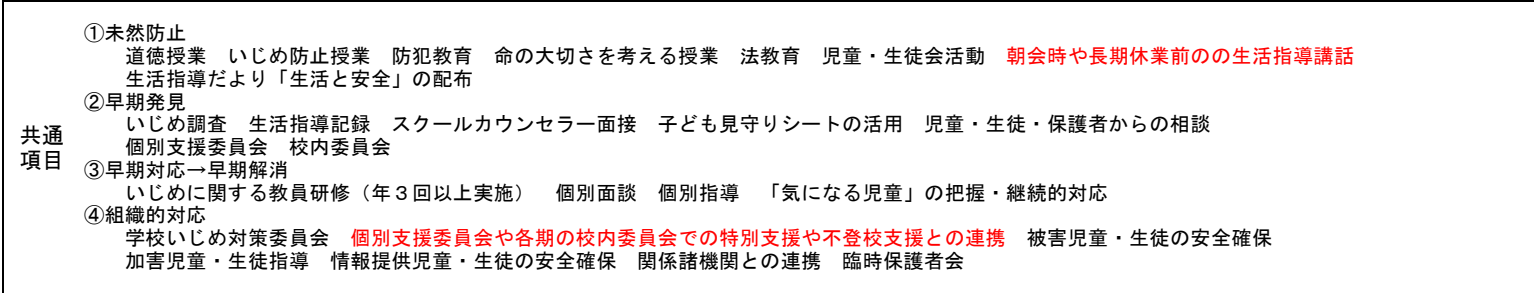 共通
項目
①未然防止
道徳授業　いじめ防止授業　防犯教育　命の大切さを考える授業　法教育　児童・生徒会活動　朝会時や長期休業前のの生活指導講話
生活指導だより「生活と安全」の配布
②早期発見
いじめ調査　生活指導記録　スクールカウンセラー面接　子ども見守りシートの活用　児童・生徒・保護者からの相談
個別支援委員会　校内委員会
③早期対応→早期解消
いじめに関する教員研修（年３回以上実施）　個別面談　個別指導　「気になる児童」の把握・継続的対応
④組織的対応
学校いじめ対策委員会　個別支援委員会や各期の校内委員会での特別支援や不登校支援との連携　被害児童・生徒の安全確保
加害児童・生徒指導　情報提供児童・生徒の安全確保　関係諸機関との連携　臨時保護者会